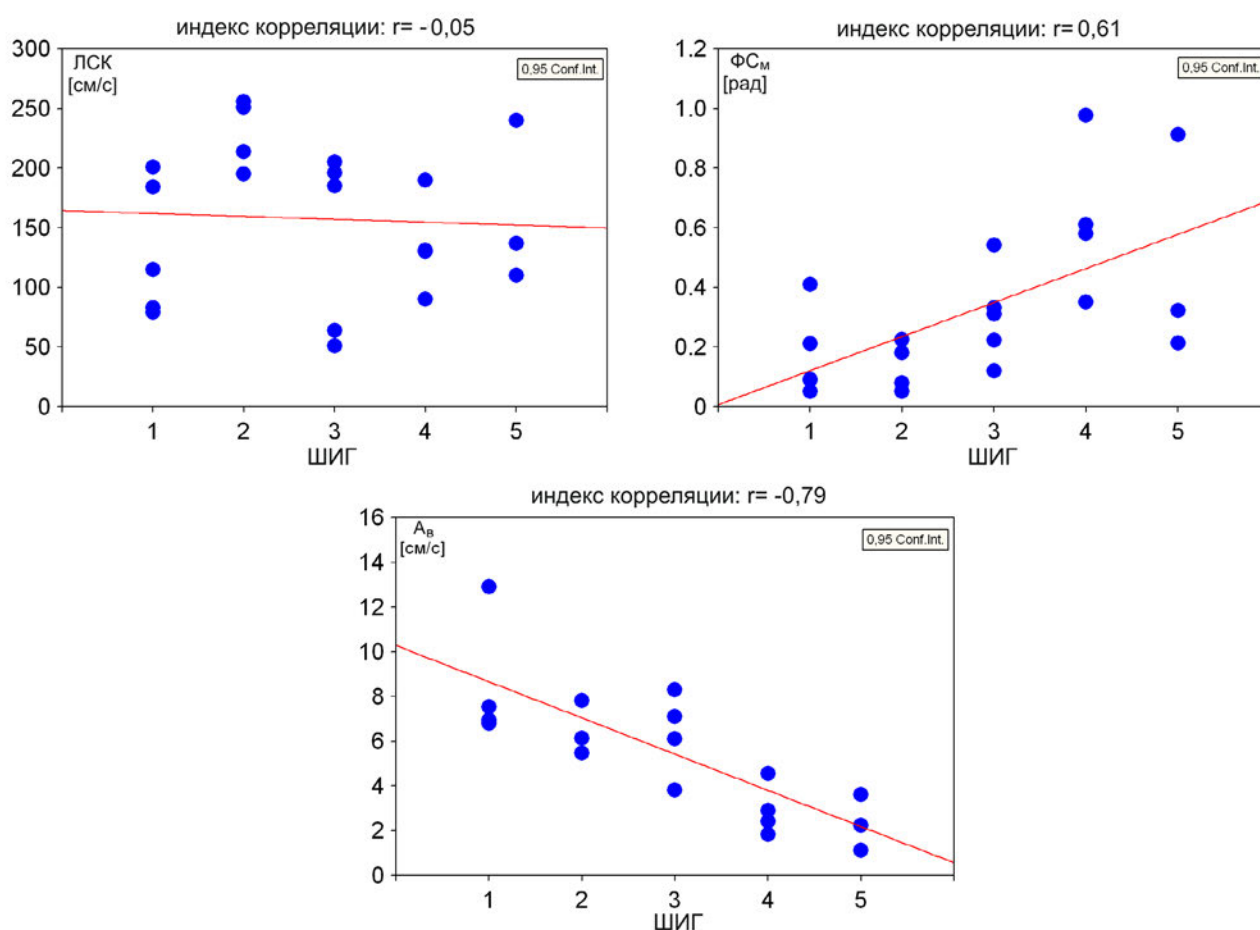 индекс корреляции: r= - 0,05
300
ЛСК
[см/с]
0,95 Conf.Int.
250
200
150
100
50
0
1 2 3 4 5
ШИГ
индекс корреляции: r= 0,61
1.2
ФСм
[рад]
0,95 Conf.Int.
1.0
0.8
0.6
0.4
0.2
0
1 2 3 4 5
ШИГ
индекс корреляции: r= -0,79
16
Ав
[см/с]
0,95 Conf.Int.
14
12
10
8
6
4
2
0
1 2 3 4 5
ШИГ